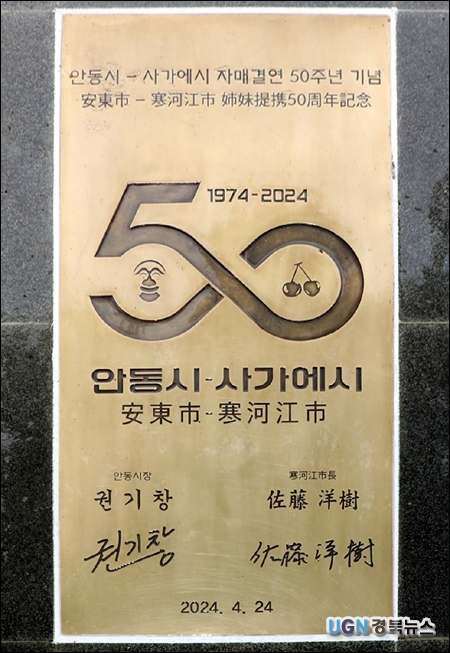 안동시 – 사가에시 자매결연 50주년 기념
安東市 – 寒河江市 姉妹提携50周年記念
1974-2024
50
안동시-사가에시
安東市-寒河江市
안동시장
권기창
권기창
寒河江市長
佐藤 洋樹
佐藤洋樹
2024. 4. 24
UGN경북뉴스